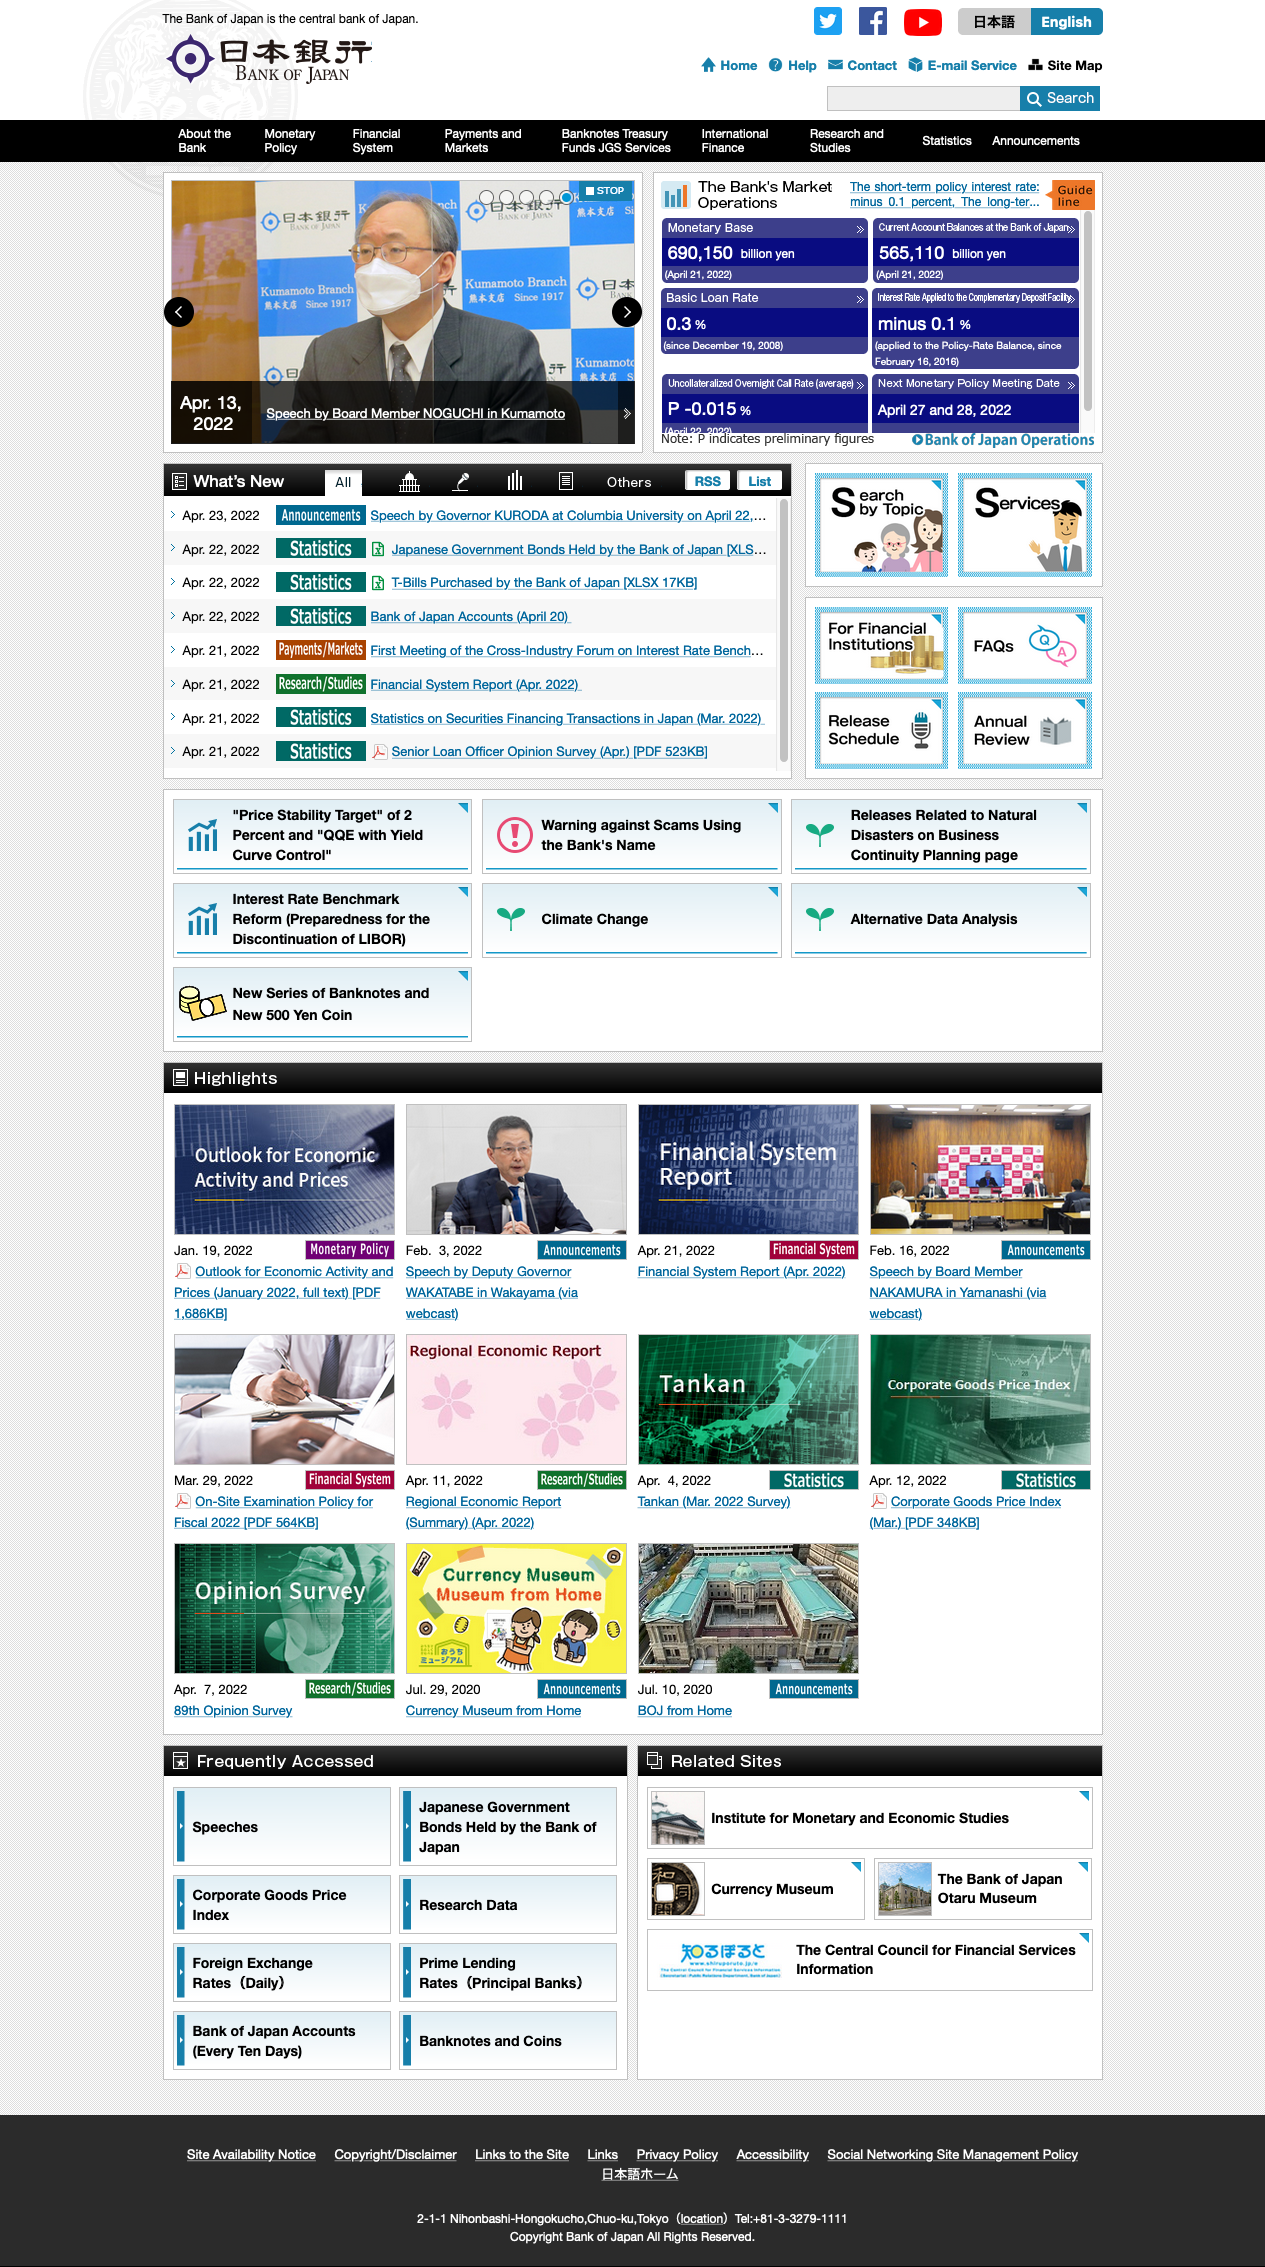 The Bank of Japan is the central bank of Japan.
日本銀行
BANK OF JAPAN
日本語 English
Home Help Contact E-mail Service Site Map
Search
About the Bank
Monetary Policy
Financial System
Payments and Markets
Banknotes Treasury Funds JGS Services
International Finance
Research and Studies
Statistics
Announcements
STOP
日本銀行
BANK OF JAPAN
Kumamoto Branch
熊本支店 Since 1917
Apr. 13, 2022
Speech by Board Member NOGUCHI in Kumamoto
The Bank's Market Operations
The short-term policy interest rate: minus 0.1 percent, The long-ter...
Guide line
Monetary Base
690,150 billion yen
(April 21, 2022)
Current Account Balances at the Bank of Japan
565,110 billion yen
(April 21, 2022)
Basic Loan Rate
0.3 %
(since December 19, 2008)
Interest Rate Applied to the Complementary Deposit Facility
minus 0.1 %
(applied to the Policy-Rate Balance, since February 16, 2016)
Uncollateralized Overnight Call Rate (average)
P -0.015 %
(April 22, 2022)
Next Monetary Policy Meeting Date
April 27 and 28, 2022
Note: P indicates preliminary figures
Bank of Japan Operations
What's New
All
Others
RSS
List
Apr. 23, 2022 Announcements Speech by Governor KURODA at Columbia University on April 22,...
Apr. 22, 2022 Statistics Japanese Government Bonds Held by the Bank of Japan [XLS...
Apr. 22, 2022 Statistics T-Bills Purchased by the Bank of Japan [XLSX 17KB]
Apr. 22, 2022 Statistics Bank of Japan Accounts (April 20)
Apr. 21, 2022 Payments/Markets First Meeting of the Cross-Industry Forum on Interest Rate Bench...
Apr. 21, 2022 Research/Studies Financial System Report (Apr. 2022)
Apr. 21, 2022 Statistics Statistics on Securities Financing Transactions in Japan (Mar. 2022)
Apr. 21, 2022 Statistics Senior Loan Officer Opinion Survey (Apr.) [PDF 523KB]
Search by Topic
Services
For Financial Institutions
FAQs
Q
A
Release Schedule
Annual Review
"Price Stability Target" of 2 Percent and "QQE with Yield Curve Control"
Warning against Scams Using the Bank's Name
Releases Related to Natural Disasters on Business Continuity Planning page
Interest Rate Benchmark Reform (Preparedness for the Discontinuation of LIBOR)
Climate Change
Alternative Data Analysis
New Series of Banknotes and New 500 Yen Coin
Highlights
Outlook for Economic Activity and Prices
Jan. 19, 2022 Monetary Policy
Outlook for Economic Activity and Prices (January 2022, full text) [PDF 1,686KB]
Feb. 3, 2022 Announcements
Speech by Deputy Governor WAKATABE in Wakayama (via webcast)
Financial System Report
Apr. 21, 2022 Financial System
Financial System Report (Apr. 2022)
Feb. 16, 2022 Announcements
Speech by Board Member NAKAMURA in Yamanashi (via webcast)
Mar. 29, 2022 Financial System
On-Site Examination Policy for Fiscal 2022 [PDF 564KB]
Regional Economic Report
Apr. 11, 2022 Research/Studies
Regional Economic Report (Summary) (Apr. 2022)
Tankan
Apr. 4, 2022 Statistics
Tankan (Mar. 2022 Survey)
Corporate Goods Price Index
Apr. 12, 2022 Statistics
Corporate Goods Price Index (Mar.) [PDF 348KB]
Opinion Survey
Apr. 7, 2022 Research/Studies
89th Opinion Survey
Currency Museum
Museum from Home
おうち
ミュージアム
Jul. 29, 2020 Announcements
Currency Museum from Home
Jul. 10, 2020 Announcements
BOJ from Home
Frequently Accessed
Speeches
Japanese Government Bonds Held by the Bank of Japan
Corporate Goods Price Index
Research Data
Foreign Exchange Rates（Daily）
Prime Lending Rates（Principal Banks）
Bank of Japan Accounts (Every Ten Days)
Banknotes and Coins
Related Sites
Institute for Monetary and Economic Studies
Currency Museum
The Bank of Japan Otaru Museum
知るぽると
www.shiruporuto.jp/e
The Central Council for Financial Services Information
(Secretariat: Public Relations Department, Bank of Japan)
The Central Council for Financial Services Information
Site Availability Notice Copyright/Disclaimer Links to the Site Links Privacy Policy Accessibility Social Networking Site Management Policy
日本語ホーム
2-1-1 Nihonbashi-Hongokucho,Chuo-ku,Tokyo（location）Tel:+81-3-3279-1111
Copyright Bank of Japan All Rights Reserved.